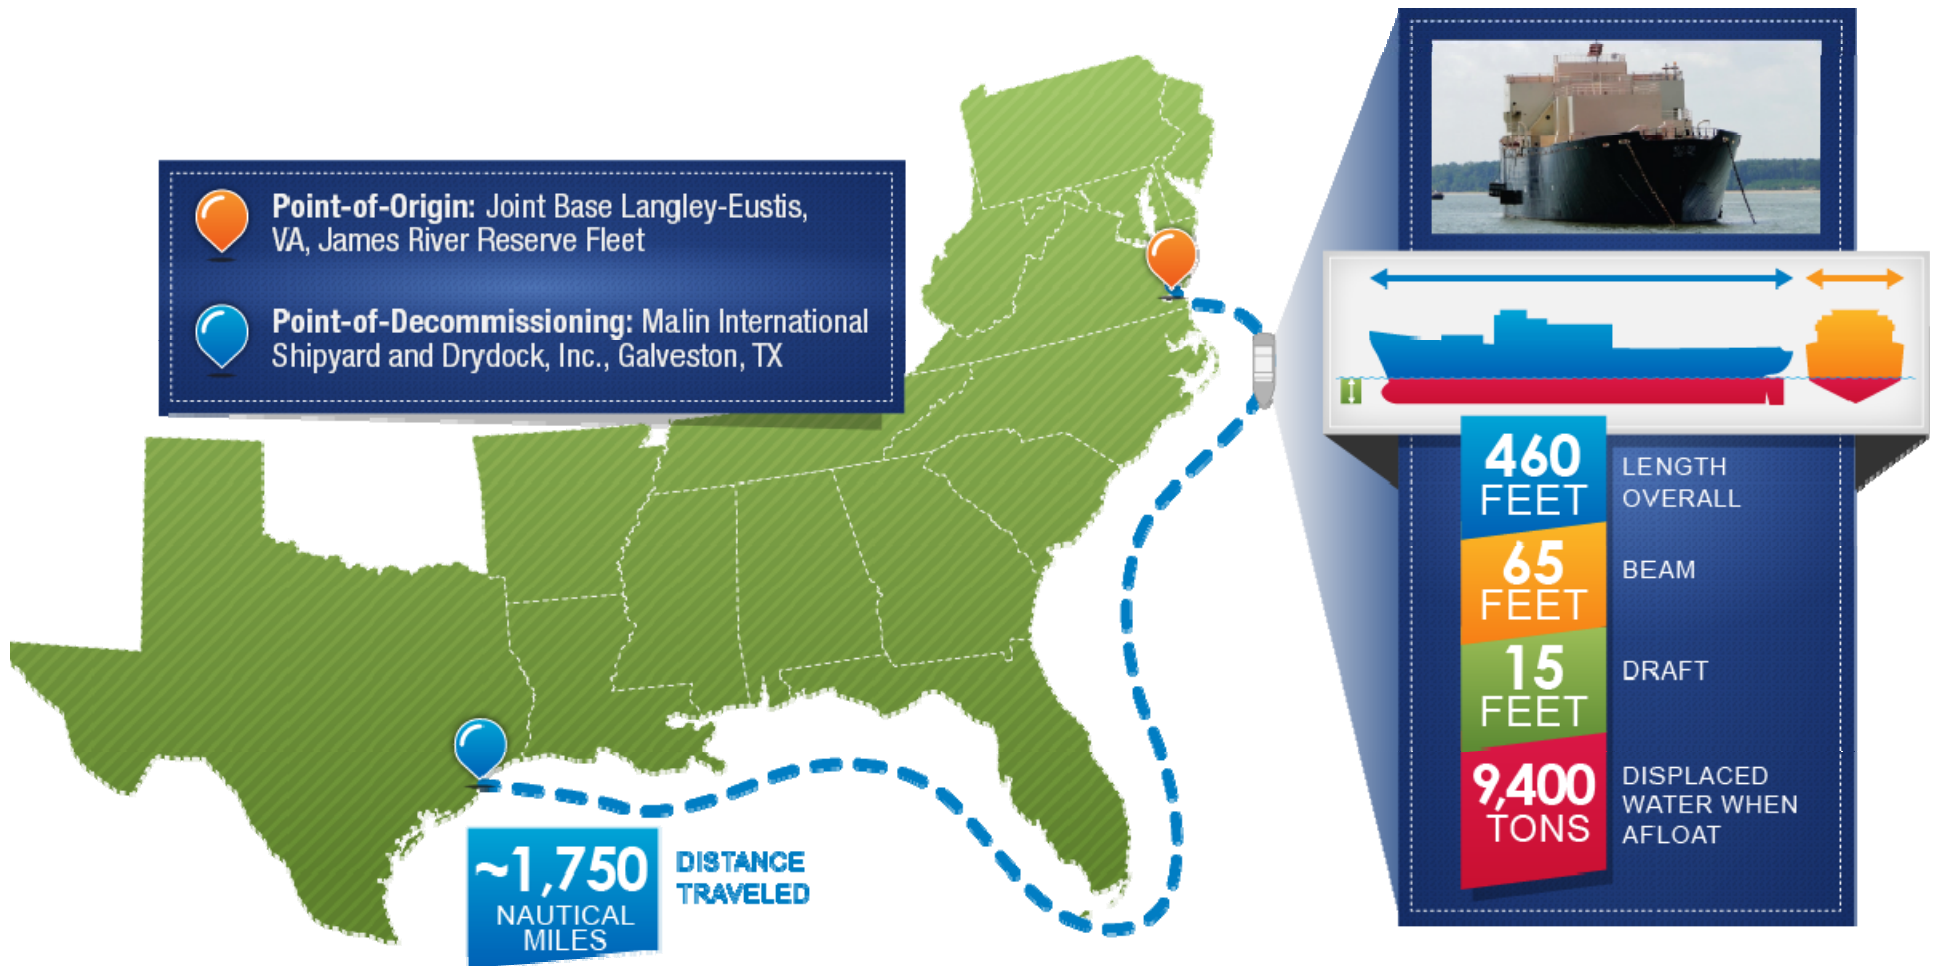 Point-of-Origin: Joint Base Langley-Eustis,
VA, James River Reserve Fleet
Point-of-Decommissioning: Malin International
Shipyard and Drydock, Inc., Galveston, TX
~1,750
NAUTICAL
MILES
DISTANCE
TRAVELED
460
FEET
LENGTH
OVERALL
65
FEET
BEAM
15
FEET
DRAFT
9,400
TONS
DISPLACED
WATER WHEN
AFLOAT